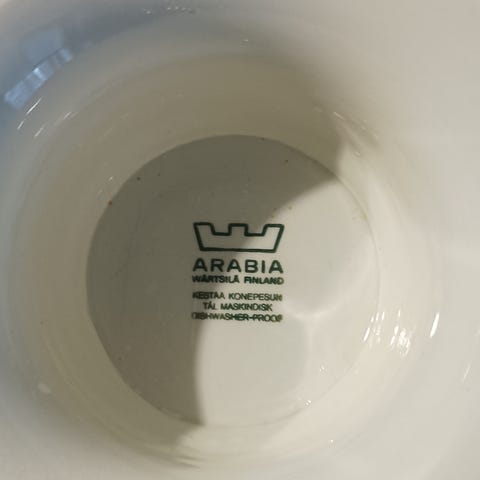 ARABIA
WÄRTSILÄ FINLAND
KESTÄÄ KONEPESUN
TÅL MASKINDISK
DISHWASHER-PROOF